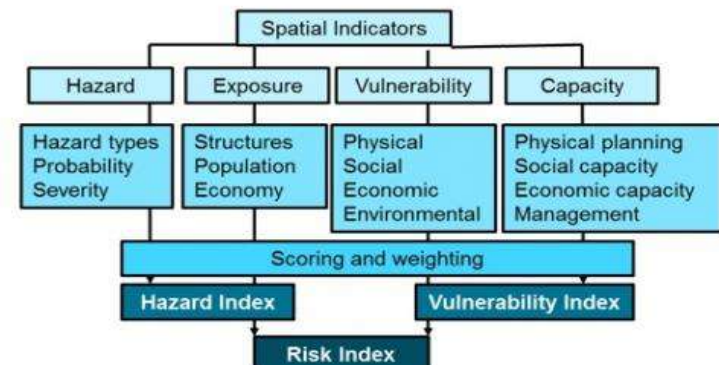 Spatial Indicators
Hazard
Exposure
Vulnerability
Capacity
Hazard types
Probability
Severity
Structures
Population
Economy
Physical
Social
Economic
Environmental
Physical planning
Social capacity
Economic capacity
Management
Scoring and weighting
Hazard Index
Vulnerability Index
Risk Index